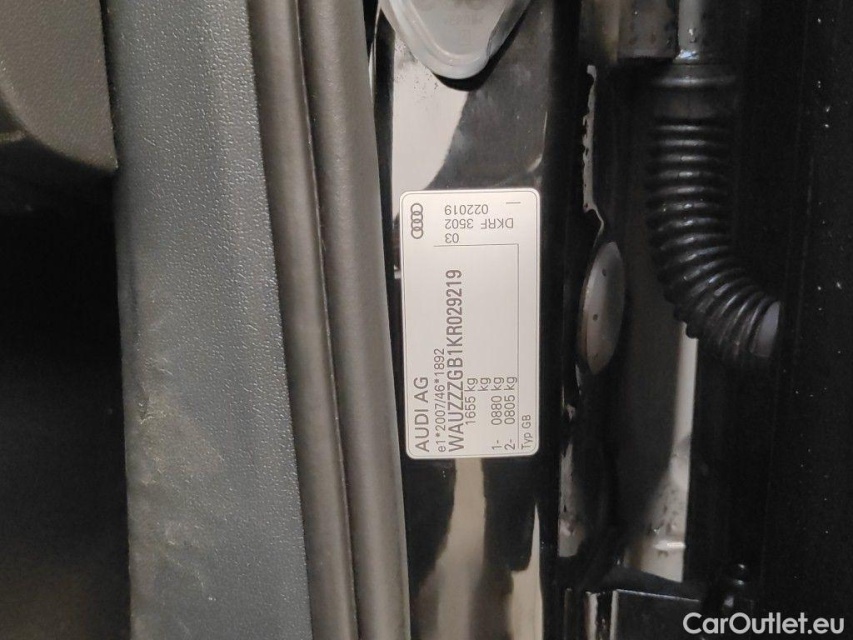 AUDI AG
e1*2007/46*1892
WAUZZZGB1KR029219
1655 kg
kg
1- 0880 kg
2- 0805 kg
Typ GB
03
DKRF 3502
022019
CarOutlet.eu